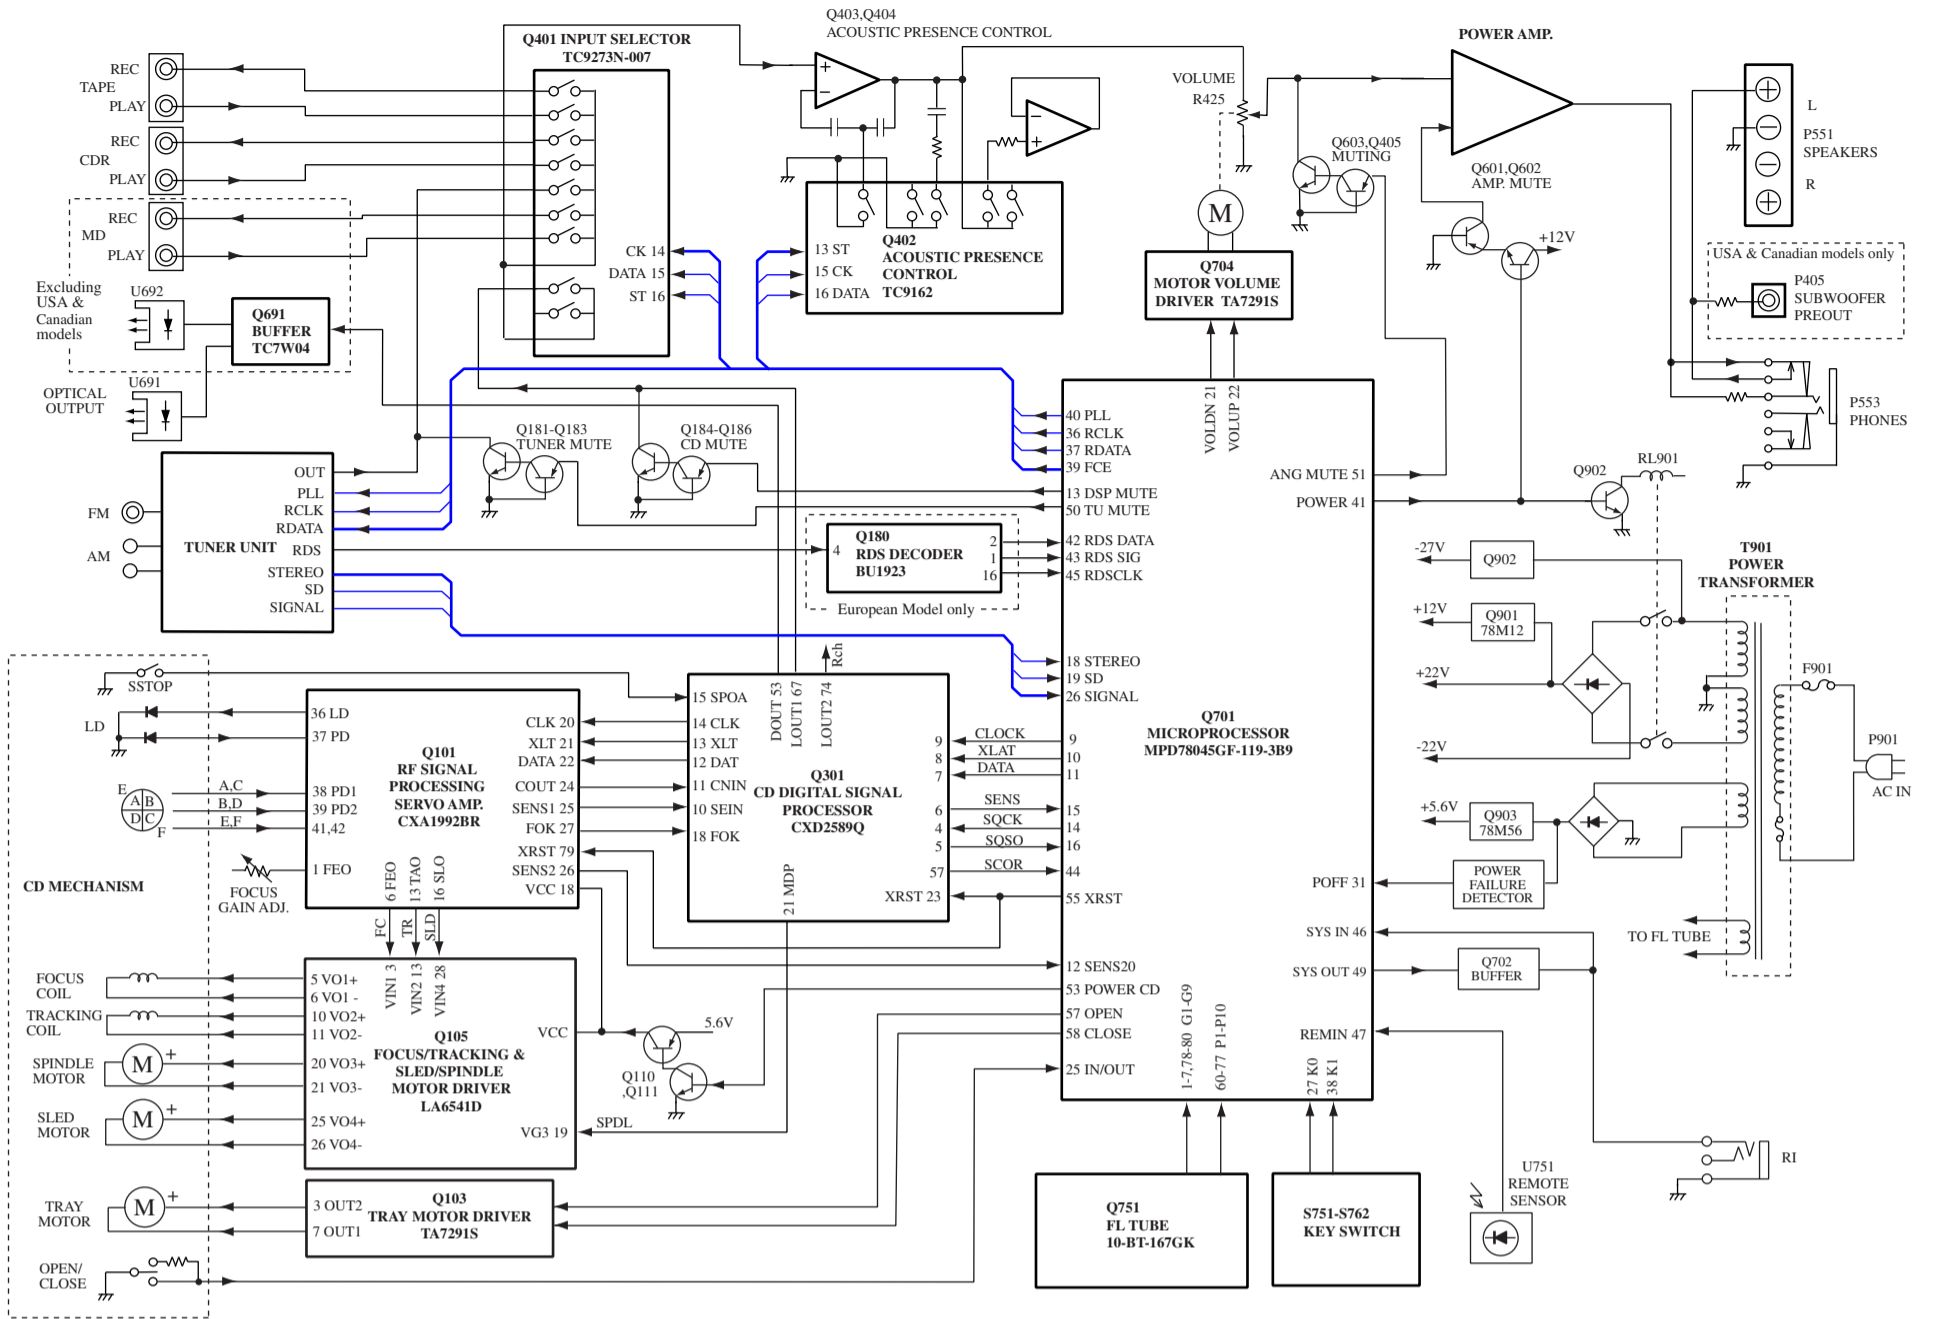 Q403,Q404
ACOUSTIC PRESENCE CONTROL
Q401 INPUT SELECTOR
TC9273N-007
POWER AMP.
REC
TAPE
PLAY
REC
CDR
PLAY
REC
MD
PLAY
+
−
−
+
VOLUME
R425
Q603,Q405
MUTING
Q601,Q602
AMP. MUTE
+12V
L
P551
SPEAKERS
R
USA & Canadian models only
P405
SUBWOOFER
PREOUT
P553
PHONES
Excluding
USA &
Canadian
models
U692
Q691
BUFFER
TC7W04
U691
OPTICAL
OUTPUT
CK 14
DATA 15
ST 16
13 ST
15 CK
16 DATA
Q402
ACOUSTIC PRESENCE
CONTROL
TC9162
M
Q704
MOTOR VOLUME
DRIVER TA7291S
VOLDN 21
VOLUP 22
40 PLL
36 RCLK
37 RDATA
39 FCE
13 DSP MUTE
50 TU MUTE
42 RDS DATA
43 RDS SIG
45 RDSCLK
18 STEREO
19 SD
26 SIGNAL
Q181-Q183
TUNER MUTE
Q184-Q186
CD MUTE
FM
AM
TUNER UNIT
OUT
PLL
RCLK
RDATA
RDS
STEREO
SD
SIGNAL
4
Q180
RDS DECODER
BU1923
2
1
16
European Model only
ANG MUTE 51
POWER 41
Q902
RL901
-27V
Q902
+12V
Q901
78M12
+22V
-22V
+5.6V
Q903
78M56
T901
POWER
TRANSFORMER
F901
P901
AC IN
POWER
FAILURE
DETECTOR
TO FL TUBE
POFF 31
SYS IN 46
SYS OUT 49
Q702
BUFFER
REMIN 47
Q701
MICROPROCESSOR
MPD78045GF-119-3B9
SSTOP
LD
36 LD
37 PD
Q101
RF SIGNAL
PROCESSING
SERVO AMP.
CXA1992BR
E
A B
D C
F
A,C
B,D
E,F
38 PD1
39 PD2
41,42
1 FEO
FOCUS
GAIN ADJ.
CLK 20
XLT 21
DATA 22
COUT 24
SENS1 25
FOK 27
XRST 79
SENS2 26
VCC 18
6 FEO
13 TAO
16 SLO
FC
TR
SLD
15 SPOA
14 CLK
13 XLT
12 DAT
11 CNIN
10 SEIN
18 FOK
DOUT 53
LOUT1 67
LOUT2 74
Rch
Q301
CD DIGITAL SIGNAL
PROCESSOR
CXD2589Q
21 MDP
XRST 23
9 CLOCK 9
8 XLAT 10
7 DATA 11
6 SENS 15
4 SQCK 14
5 SQSO 16
57 SCOR 44
55 XRST
12 SENS20
53 POWER CD
57 OPEN
58 CLOSE
25 IN/OUT
1-7,78-80 G1-G9
60-77 P1-P10
27 K0
38 K1
CD MECHANISM
FOCUS
COIL
TRACKING
COIL
SPINDLE
MOTOR
M
+
SLED
MOTOR
M
+
5 VO1+
6 VO1 -
10 VO2+
11 VO2-
20 VO3+
21 VO3-
25 VO4+
26 VO4-
VIN1 3
VIN2 13
VIN4 28
Q105
FOCUS/TRACKING &
SLED/SPINDLE
MOTOR DRIVER
LA6541D
VCC
VG3 19
SPDL
5.6V
Q110
,Q111
TRAY
MOTOR
M
+
3 OUT2
7 OUT1
Q103
TRAY MOTOR DRIVER
TA7291S
OPEN/
CLOSE
Q751
FL TUBE
10-BT-167GK
S751-S762
KEY SWITCH
U751
REMOTE
SENSOR
RI